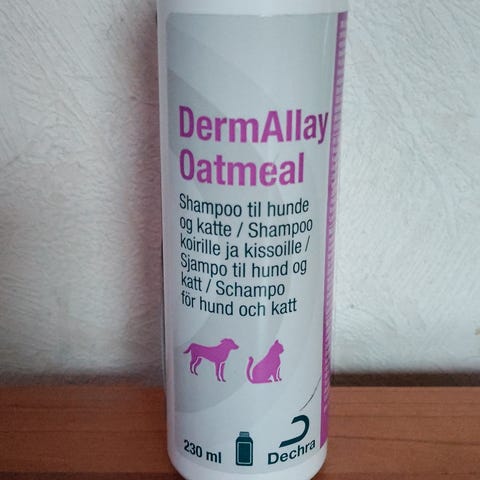 DermAllay
Oatmeal
Shampoo til hunde
og katte / Shampoo
koirille ja kissoille /
Sjampo til hund og
katt / Schampo
för hund och katt
230 ml
Dechra